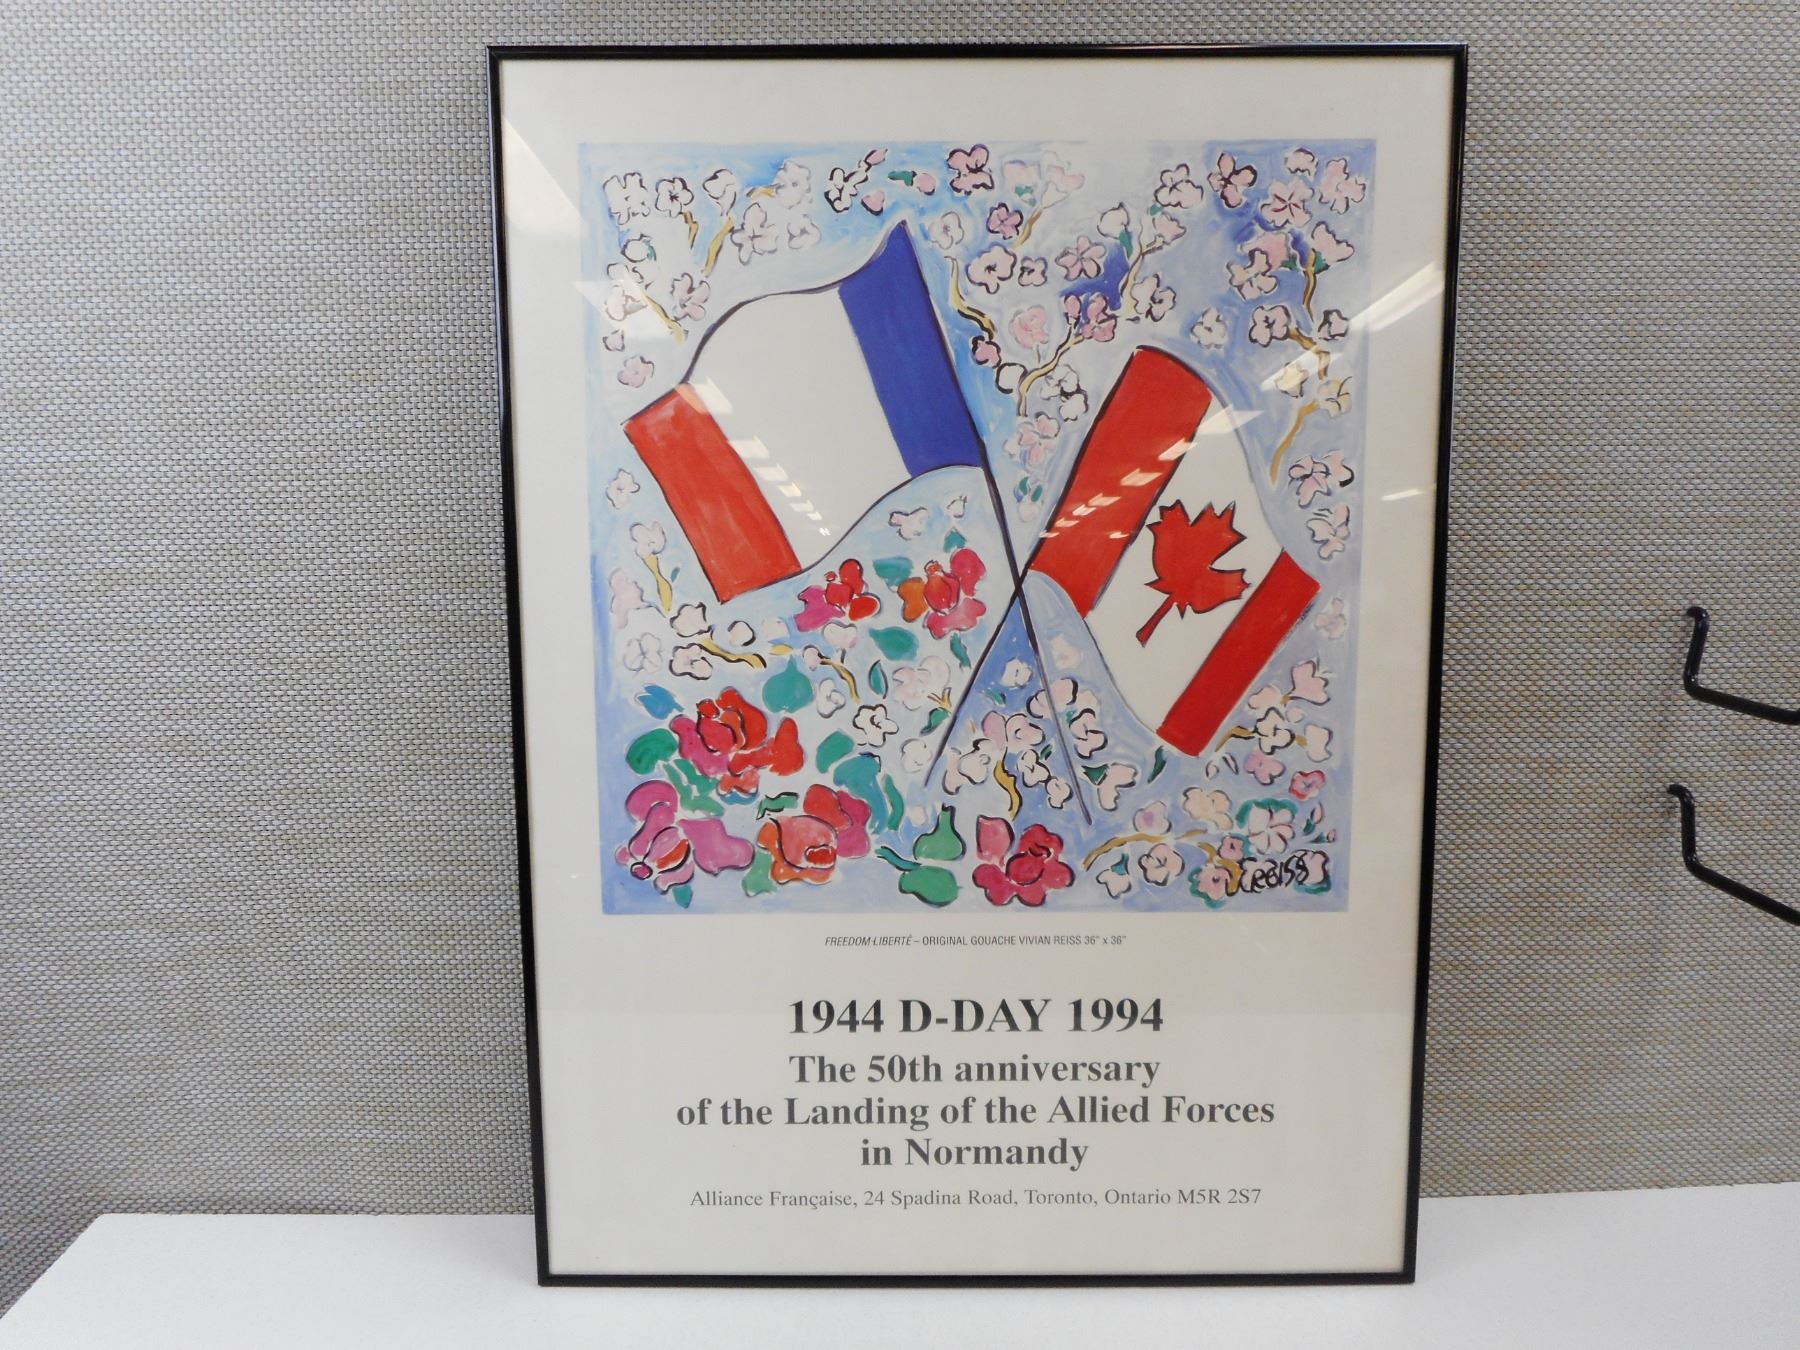 REISS
FREEDOM-LIBERTÉ – ORIGINAL GOUACHE VIVIAN REISS 36" x 36"
1944 D-DAY 1994
The 50th anniversary
of the Landing of the Allied Forces
in Normandy
Alliance Française, 24 Spadina Road, Toronto, Ontario M5R 2S7